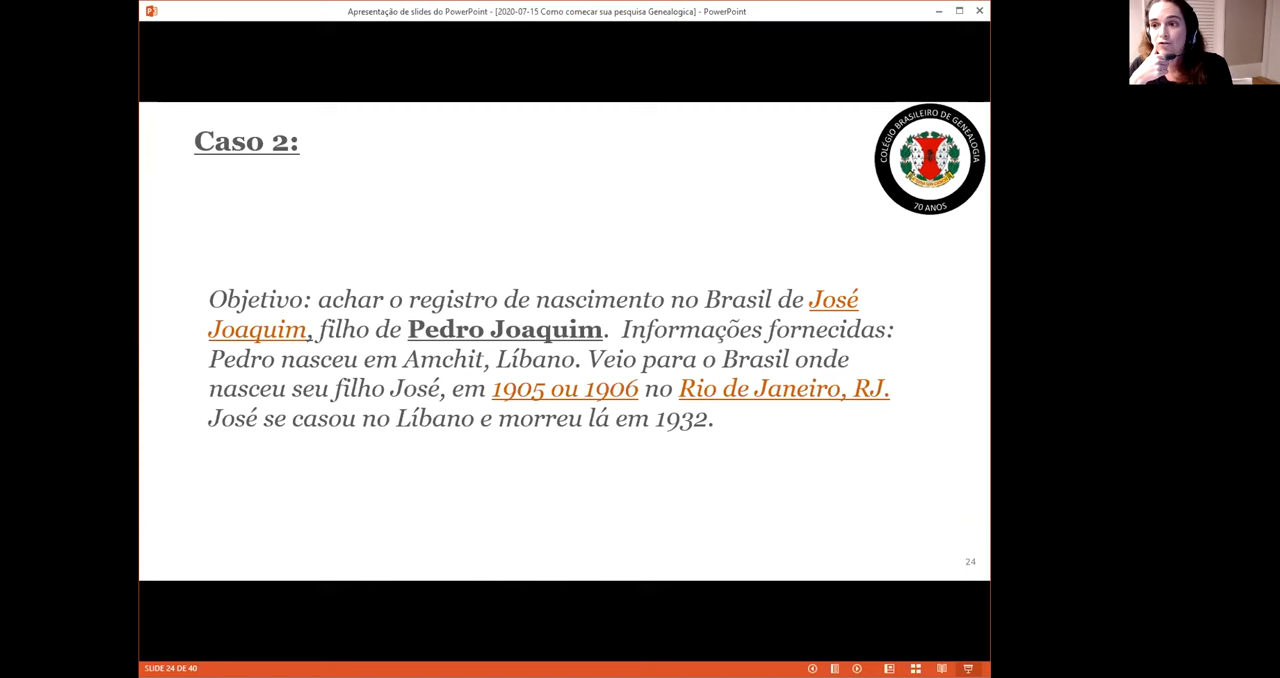 Apresentação de slides do PowerPoint - [2020-07-15 Como comecar sua pesquisa Genealogica] - PowerPoint
Caso 2:
COLÉGIO BRASILEIRO DE GENEALOGIA
70 ANOS
Objetivo: achar o registro de nascimento no Brasil de José
Joaquim, filho de Pedro Joaquim. Informações fornecidas:
Pedro nasceu em Amchit, Líbano. Veio para o Brasil onde
nasceu seu filho José, em 1905 ou 1906 no Rio de Janeiro, RJ.
José se casou no Líbano e morreu lá em 1932.
24
SLIDE 24 DE 40